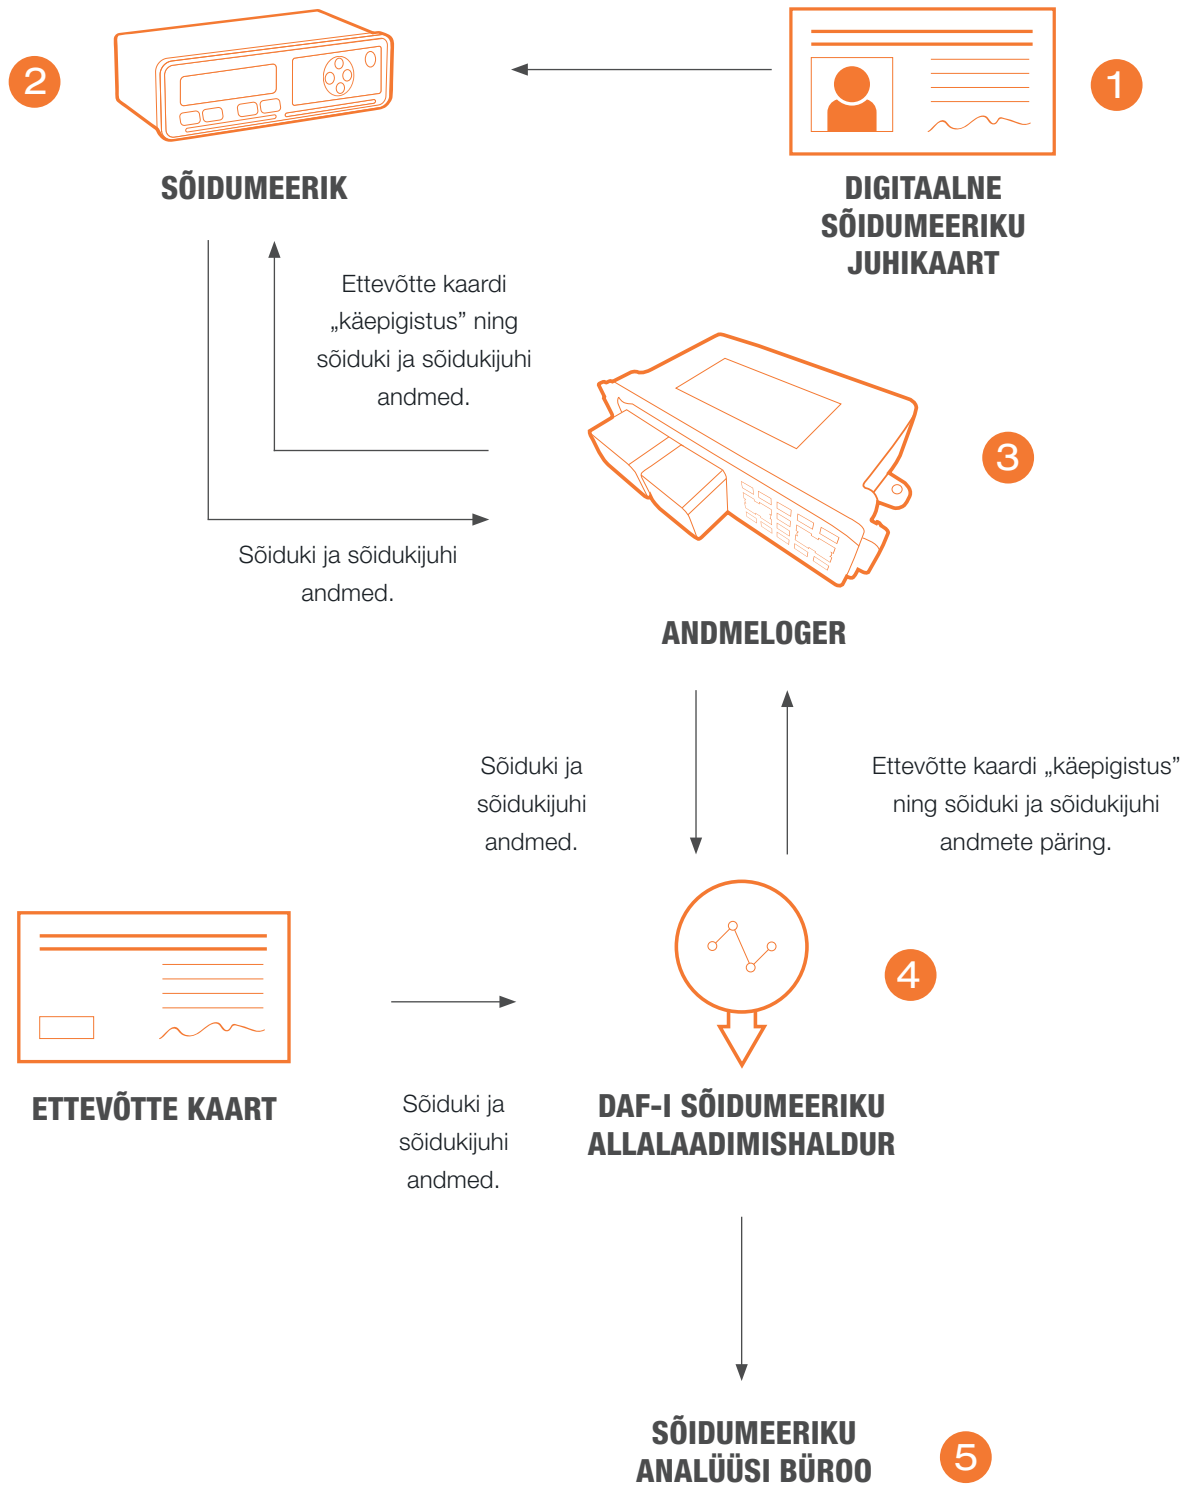 2
1
SÕIDUMEERIK
DIGITAALNE
SÕIDUMEERIKU
JUHIKAART
Ettevõtte kaardi
„käepigistus” ning
sõiduki ja sõidukijuhi
andmed.
3
Sõiduki ja sõidukijuhi
andmed.
ANDMELOGER
Sõiduki ja
sõidukijuhi
andmed.
Ettevõtte kaardi „käepigistus”
ning sõiduki ja sõidukijuhi
andmete päring.
4
ETTEVÕTTE KAART
Sõiduki ja
sõidukijuhi
andmed.
DAF-I SÕIDUMEERIKU
ALLALAADIMISHALDUR
SÕIDUMEERIKU
ANALÜÜSI BÜROO
5